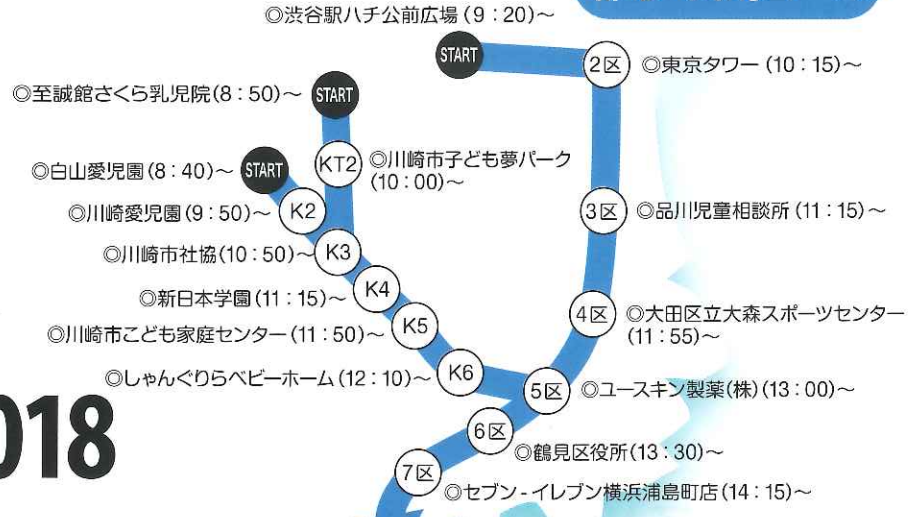 ◎渋谷駅ハチ公前広場(9:20)~
START
2区 ◎東京タワー(10:15)~
◎至誠館さくら乳児院(8:50)~ START
◎白山愛児園(8:40)~ START
KT2 ◎川崎市子ども夢パーク
(10:00)~
◎川崎愛児園(9:50)~ K2
3区 ◎品川児童相談所(11:15)~
◎川崎市社協(10:50)~ K3
◎新日本学園(11:15)~ K4
4区 ◎大田区立大森スポーツセンター
(11:55)~
◎川崎市こども家庭センター(11:50)~ K5
◎しゃんぐりらベビーホーム(12:10)~ K6
5区 ◎ユースキン製薬(株)(13:00)~
018
6区 ◎鶴見区役所(13:30)~
7区 ◎セブン-イレブン横浜浦島町店(14:15)~